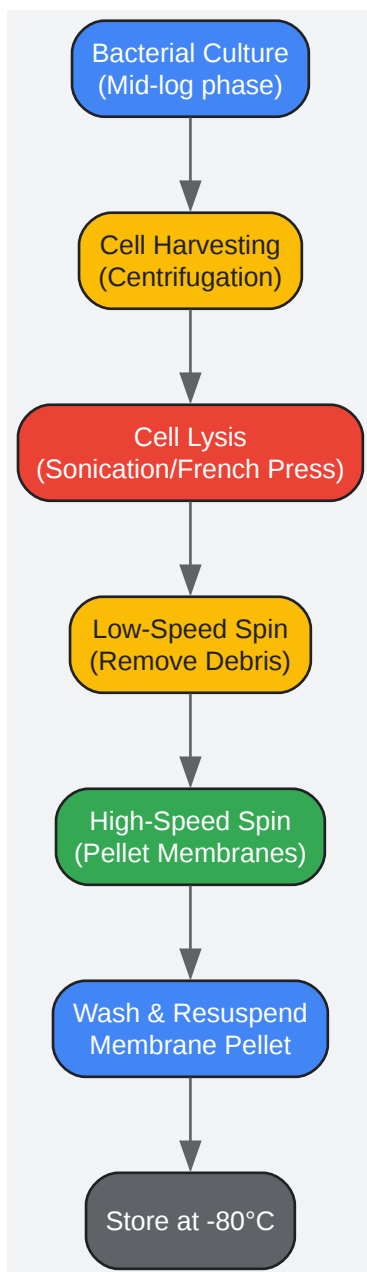 Bacterial Culture
(Mid-log phase)
Cell Harvesting
(Centrifugation)
Cell Lysis
(Sonication/French Press)
Low-Speed Spin
(Remove Debris)
High-Speed Spin
(Pellet Membranes)
Wash & Resuspend
Membrane Pellet
Store at -80°C